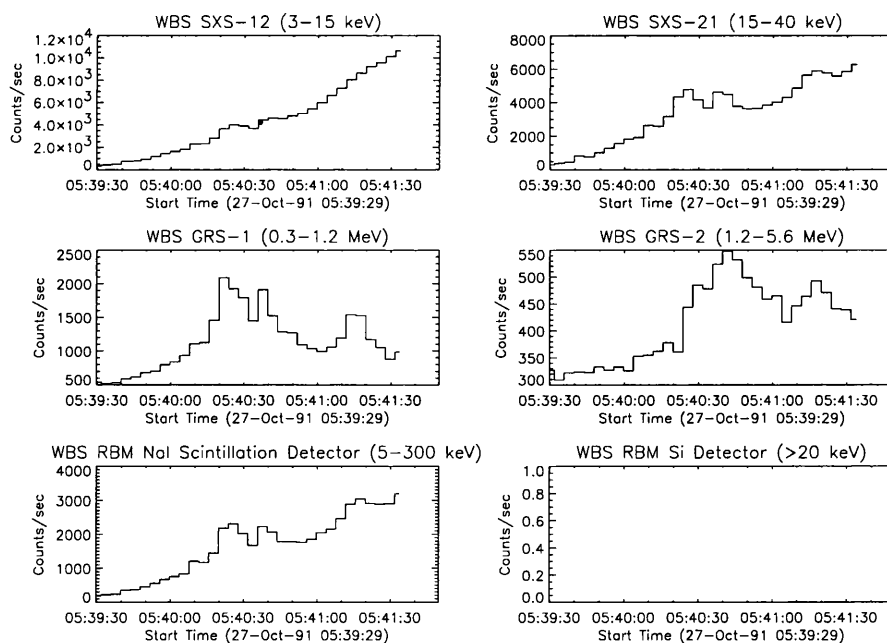 WBS SXS-12 (3-15 keV)
Counts/sec
1.2×10⁴
1.0×10⁴
8.0×10³
6.0×10³
4.0×10³
2.0×10³
0
05:39:30 05:40:00 05:40:30 05:41:00 05:41:30
Start Time (27-Oct-91 05:39:29)
WBS SXS-21 (15-40 keV)
Counts/sec
8000
6000
4000
2000
0
05:39:30 05:40:00 05:40:30 05:41:00 05:41:30
Start Time (27-Oct-91 05:39:29)
WBS GRS-1 (0.3-1.2 MeV)
Counts/sec
2500
2000
1500
1000
500
05:39:30 05:40:00 05:40:30 05:41:00 05:41:30
Start Time (27-Oct-91 05:39:29)
WBS GRS-2 (1.2-5.6 MeV)
Counts/sec
550
500
450
400
350
300
05:39:30 05:40:00 05:40:30 05:41:00 05:41:30
Start Time (27-Oct-91 05:39:29)
WBS RBM NaI Scintillation Detector (5-300 keV)
Counts/sec
4000
3000
2000
1000
0
05:39:30 05:40:00 05:40:30 05:41:00 05:41:30
Start Time (27-Oct-91 05:39:29)
WBS RBM Si Detector (>20 keV)
Counts/sec
1.0
0.8
0.6
0.4
0.2
0.0
05:39:30 05:40:00 05:40:30 05:41:00 05:41:30
Start Time (27-Oct-91 05:39:29)